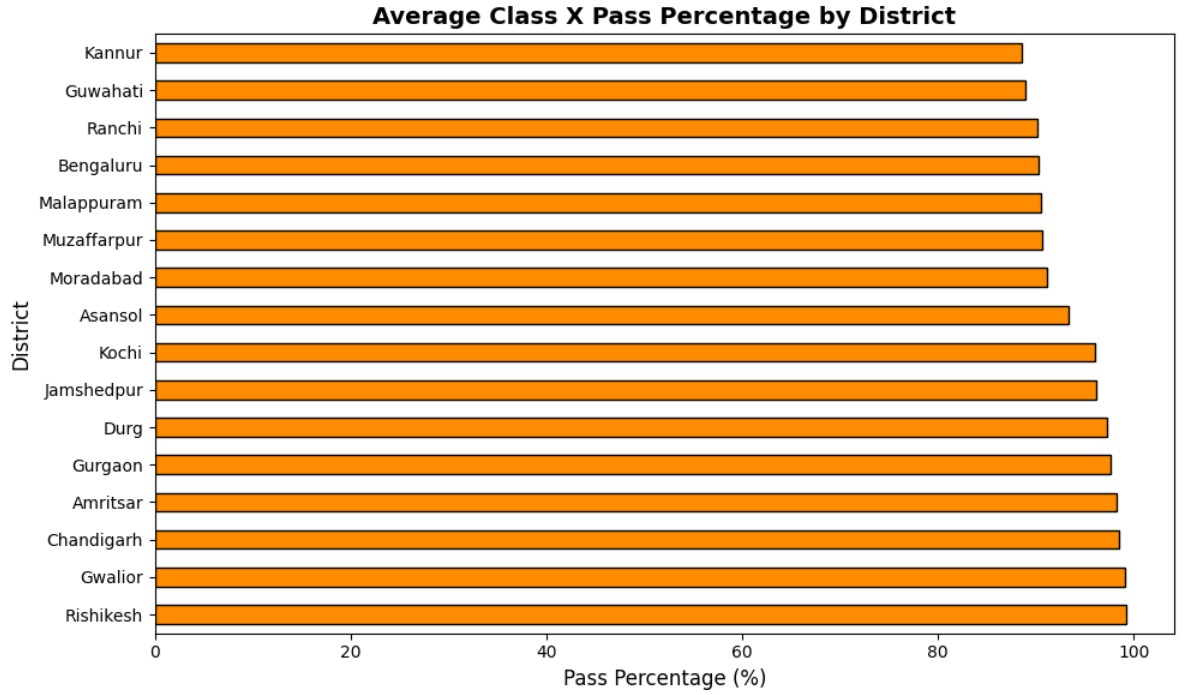 Average Class X Pass Percentage by District
Kannur
Guwahati
Ranchi
Bengaluru
Malappuram
Muzaffarpur
Moradabad
Asansol
Kochi
Jamshedpur
Durg
Gurgaon
Amritsar
Chandigarh
Gwalior
Rishikesh
District
0 20 40 60 80 100
Pass Percentage (%)